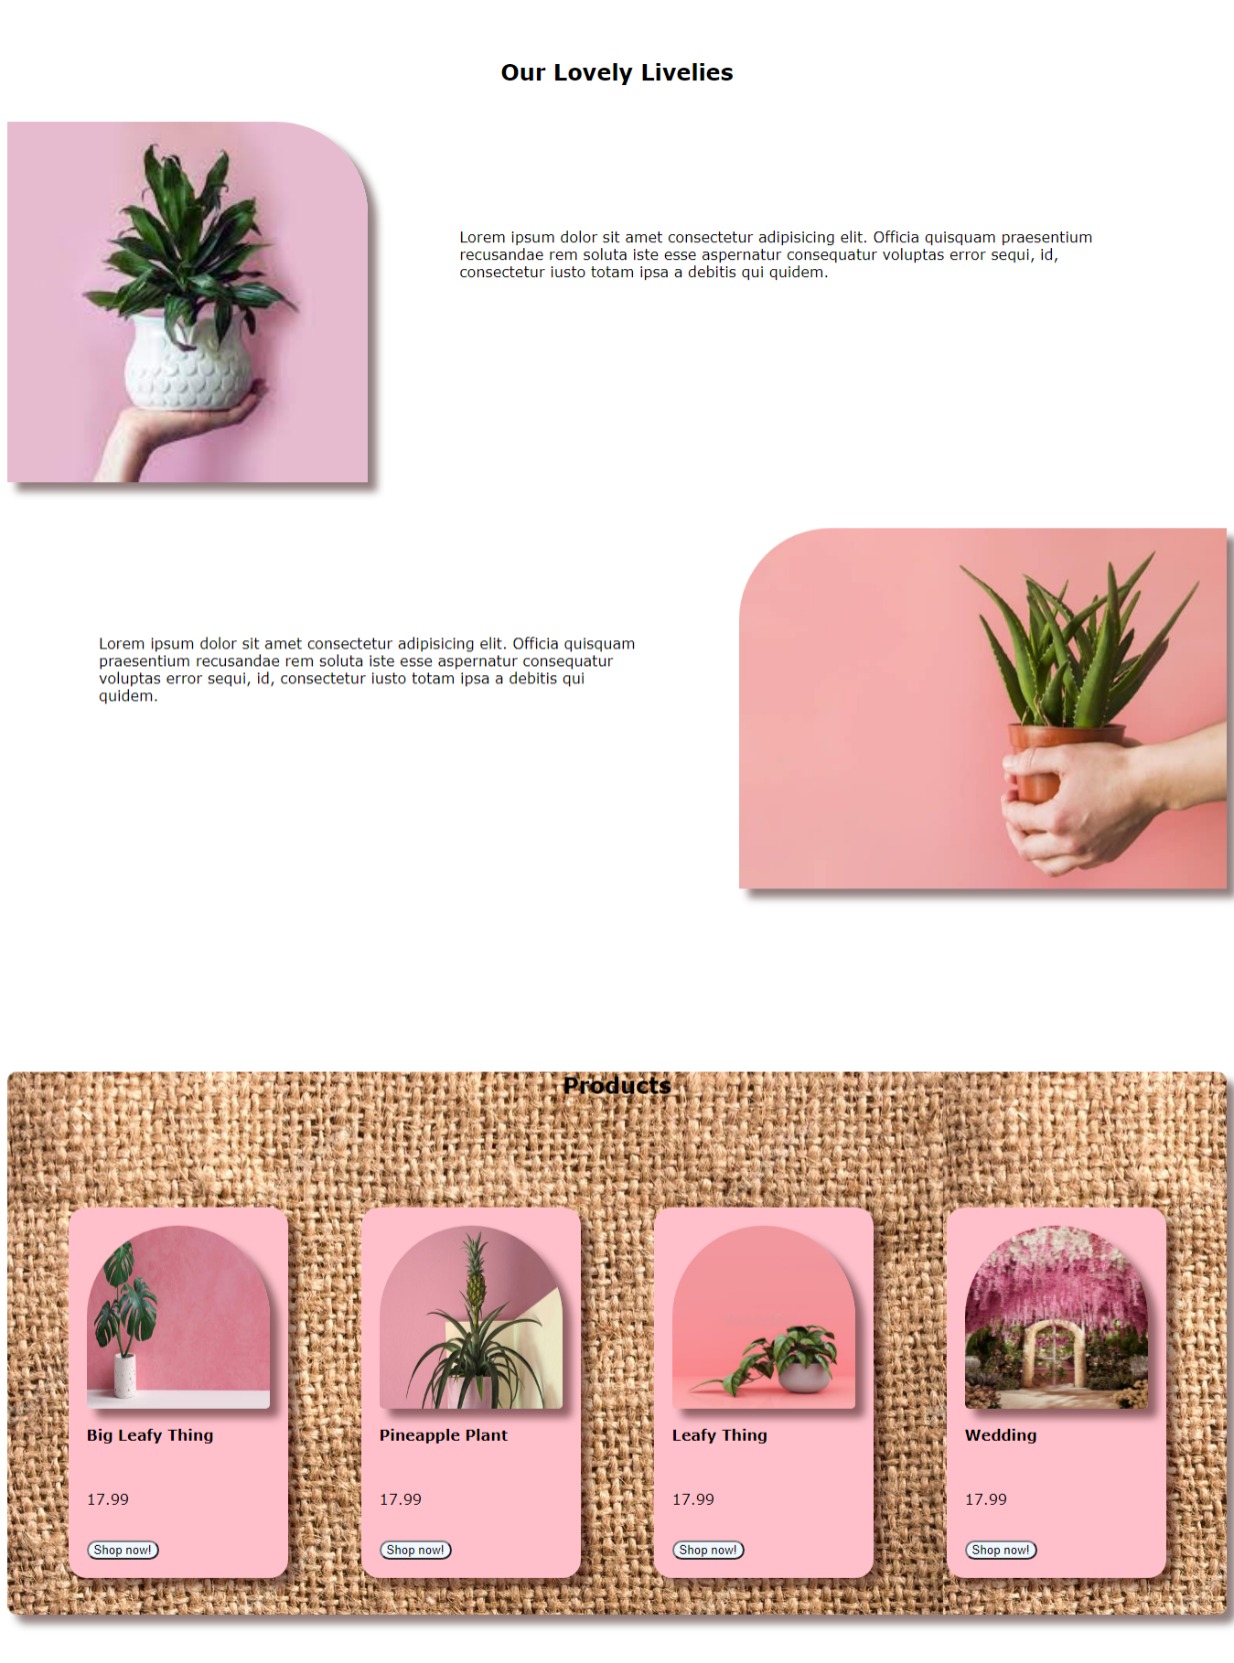 Our Lovely Livelies
Lorem ipsum dolor sit amet consectetur adipisicing elit. Officia quisquam praesentium
recusandae rem soluta iste esse aspernatur consequatur voluptas error sequi, id,
consectetur iusto totam ipsa a debitis qui quidem.
Lorem ipsum dolor sit amet consectetur adipisicing elit. Officia quisquam
praesentium recusandae rem soluta iste esse aspernatur consequatur
voluptas error sequi, id, consectetur iusto totam ipsa a debitis qui
quidem.
Products
Big Leafy Thing
17.99
Shop now!
Pineapple Plant
17.99
Shop now!
Leafy Thing
17.99
Shop now!
Wedding
17.99
Shop now!